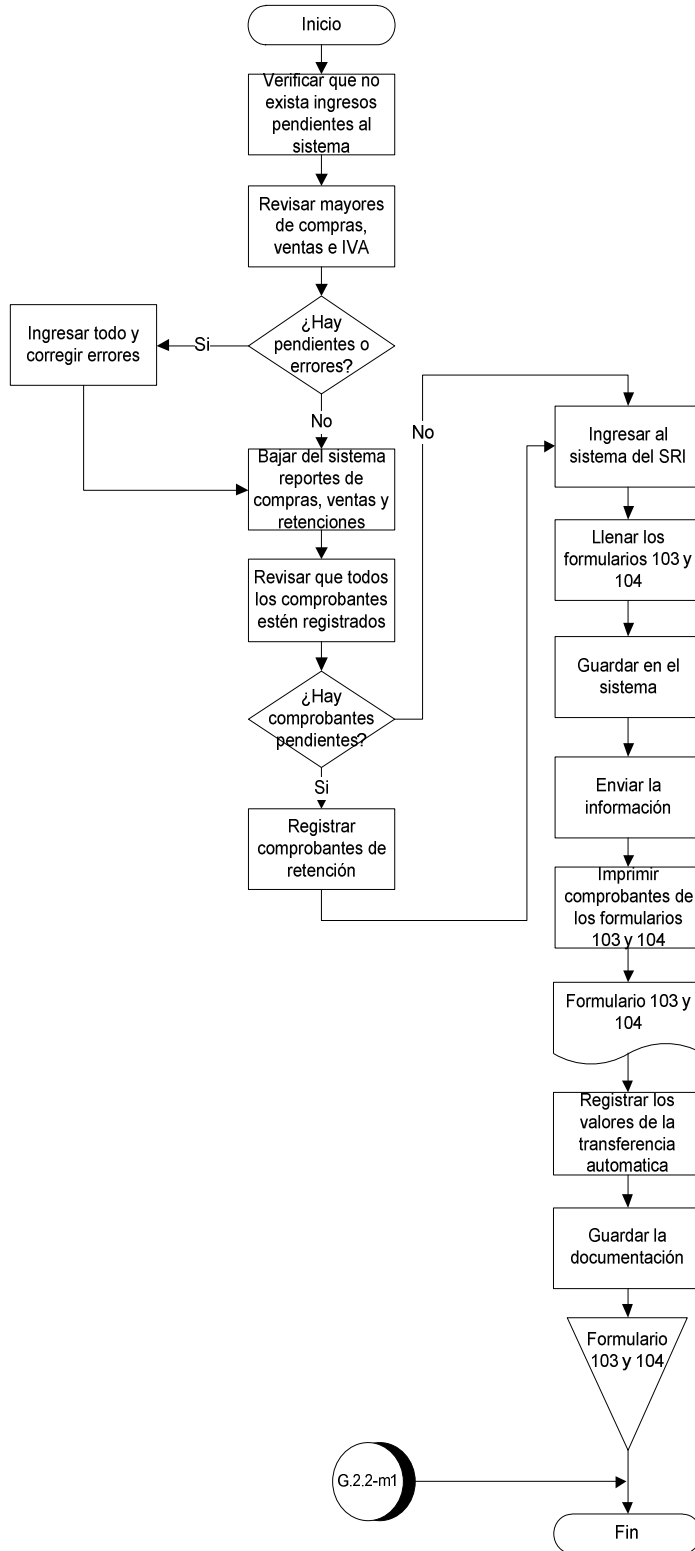 Inicio
Verificar que no
exista ingresos
pendientes al
sistema
Revisar mayores
de compras,
ventas e IVA
¿Hay
pendientes o
errores?
Si
Ingresar todo y
corregir errores
No
Bajar del sistema
reportes de
compras, ventas y
retenciones
Revisar que todos
los comprobantes
estén registrados
¿Hay
comprobantes
pendientes?
No
Si
Registrar
comprobantes de
retención
Ingresar al
sistema del SRI
Llenar los
formularios 103 y
104
Guardar en el
sistema
Enviar la
información
Imprimir
comprobantes de
los formularios
103 y 104
Formulario 103 y
104
Registrar los
valores de la
transferencia
automatica
Guardar la
documentación
Formulario
103 y 104
G.2.2-m1
Fin